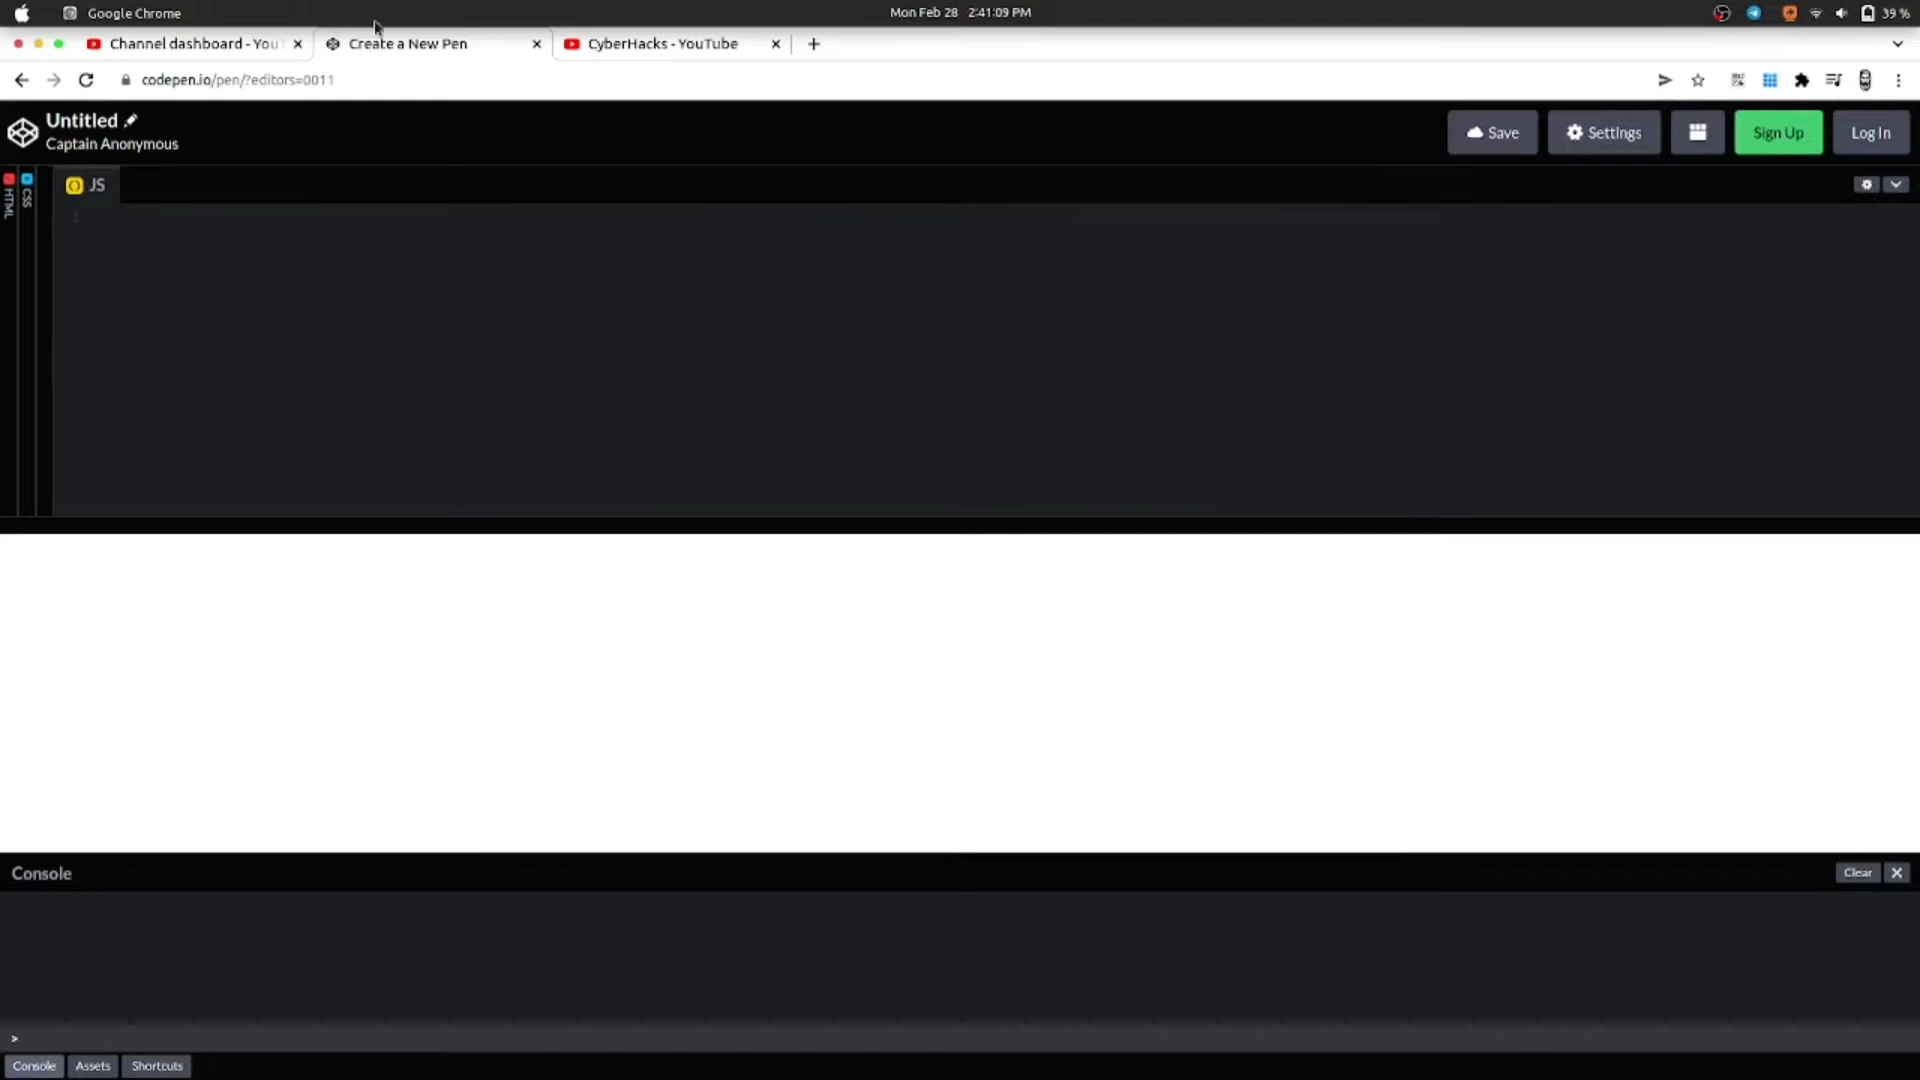 Google Chrome
Mon Feb 28 2:41:09 PM
39 %
Channel dashboard - You
Create a New Pen
CyberHacks - YouTube
codepen.io/pen/?editors=0011
Untitled
Captain Anonymous
Save
Settings
Sign Up
Log In
HTML
CSS
JS
1
Console
Clear
>
Console
Assets
Shortcuts